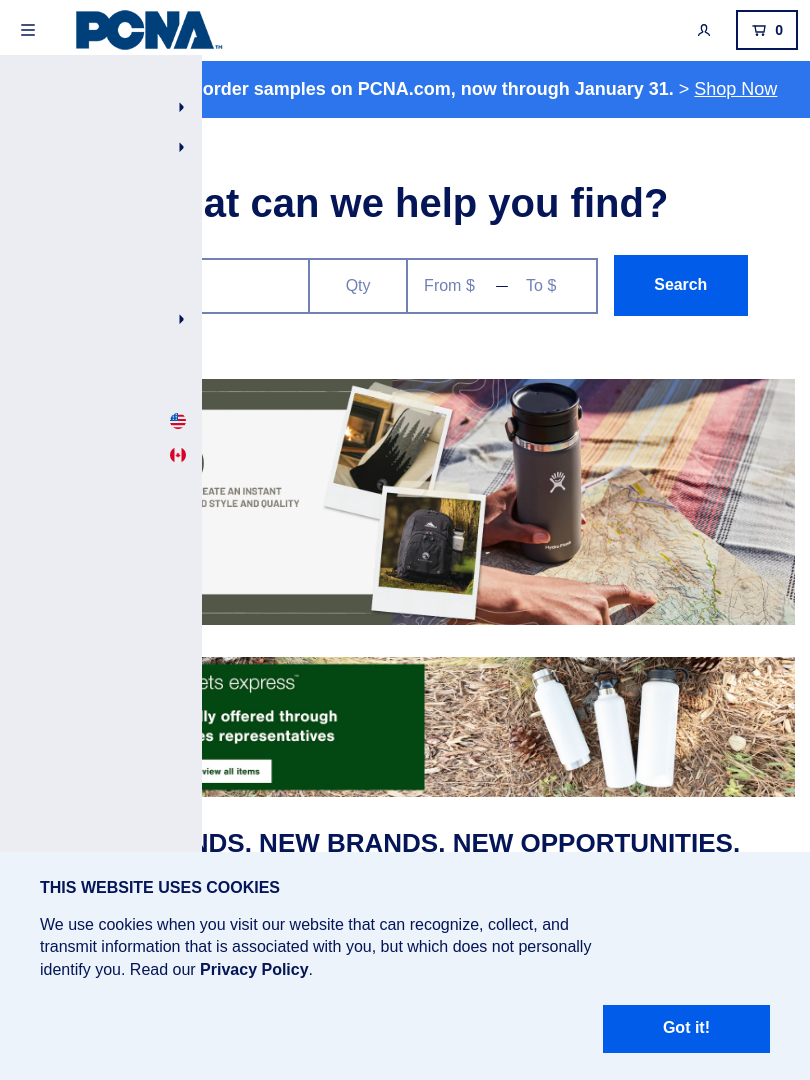 PCNA™
0
order samples on PCNA.com, now through January 31. > Shop Now
at can we help you find?
Qty
From $ — To $
Search
EATE AN INSTANT
D STYLE AND QUALITY
Hydro Flask
ets express™
lly offered through
es representatives
view all items
NDS. NEW BRANDS. NEW OPPORTUNITIES.
THIS WEBSITE USES COOKIES
We use cookies when you visit our website that can recognize, collect, and
transmit information that is associated with you, but which does not personally
identify you. Read our Privacy Policy.
Got it!